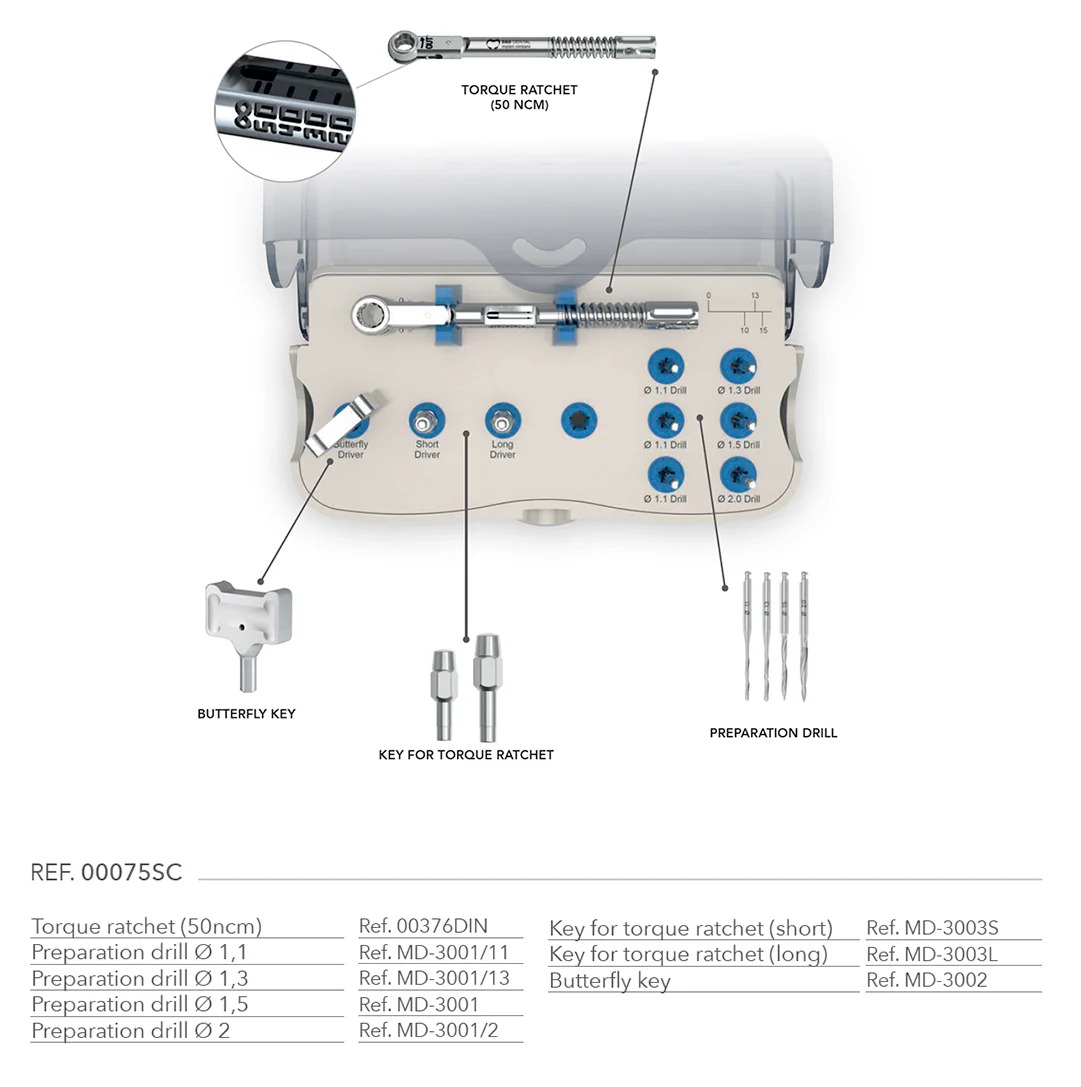 OUT
B&B DENTAL
Implant company
TORQUE RATCHET
(50 NCM)
0
13
10
15
Ø 1.1 Drill
Ø 1.3 Drill
Butterfly
Driver
Short
Driver
Long
Driver
Ø 1.1 Drill
Ø 1.5 Drill
Ø 1.1 Drill
Ø 2.0 Drill
BUTTERFLY KEY
KEY FOR TORQUE RATCHET
PREPARATION DRILL
REF. 00075SC
Torque ratchet (50ncm) Ref. 00376DIN
Preparation drill Ø 1,1 Ref. MD-3001/11
Preparation drill Ø 1,3 Ref. MD-3001/13
Preparation drill Ø 1,5 Ref. MD-3001
Preparation drill Ø 2 Ref. MD-3001/2
Key for torque ratchet (short) Ref. MD-3003S
Key for torque ratchet (long) Ref. MD-3003L
Butterfly key Ref. MD-3002